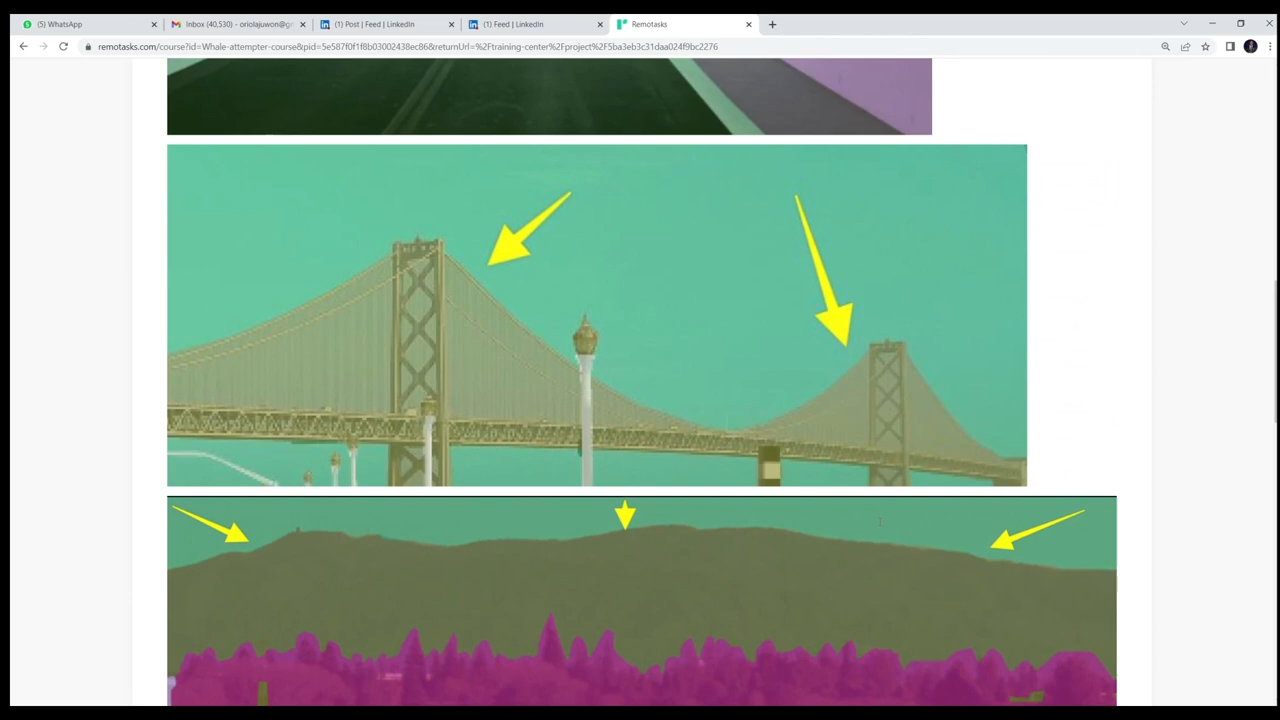 (5) WhatsApp
Inbox (40,530) - oriolajuwon@gr
(1) Post | Feed | LinkedIn
(1) Feed | LinkedIn
Remotasks
remotasks.com/course?id=Whale-attempter-course&pid=5e587f0f1f8b03002438ec86&returnUrl=%2Ftraining-center%2Fproject%2F5ba3eb3c31daa024f9bc2276